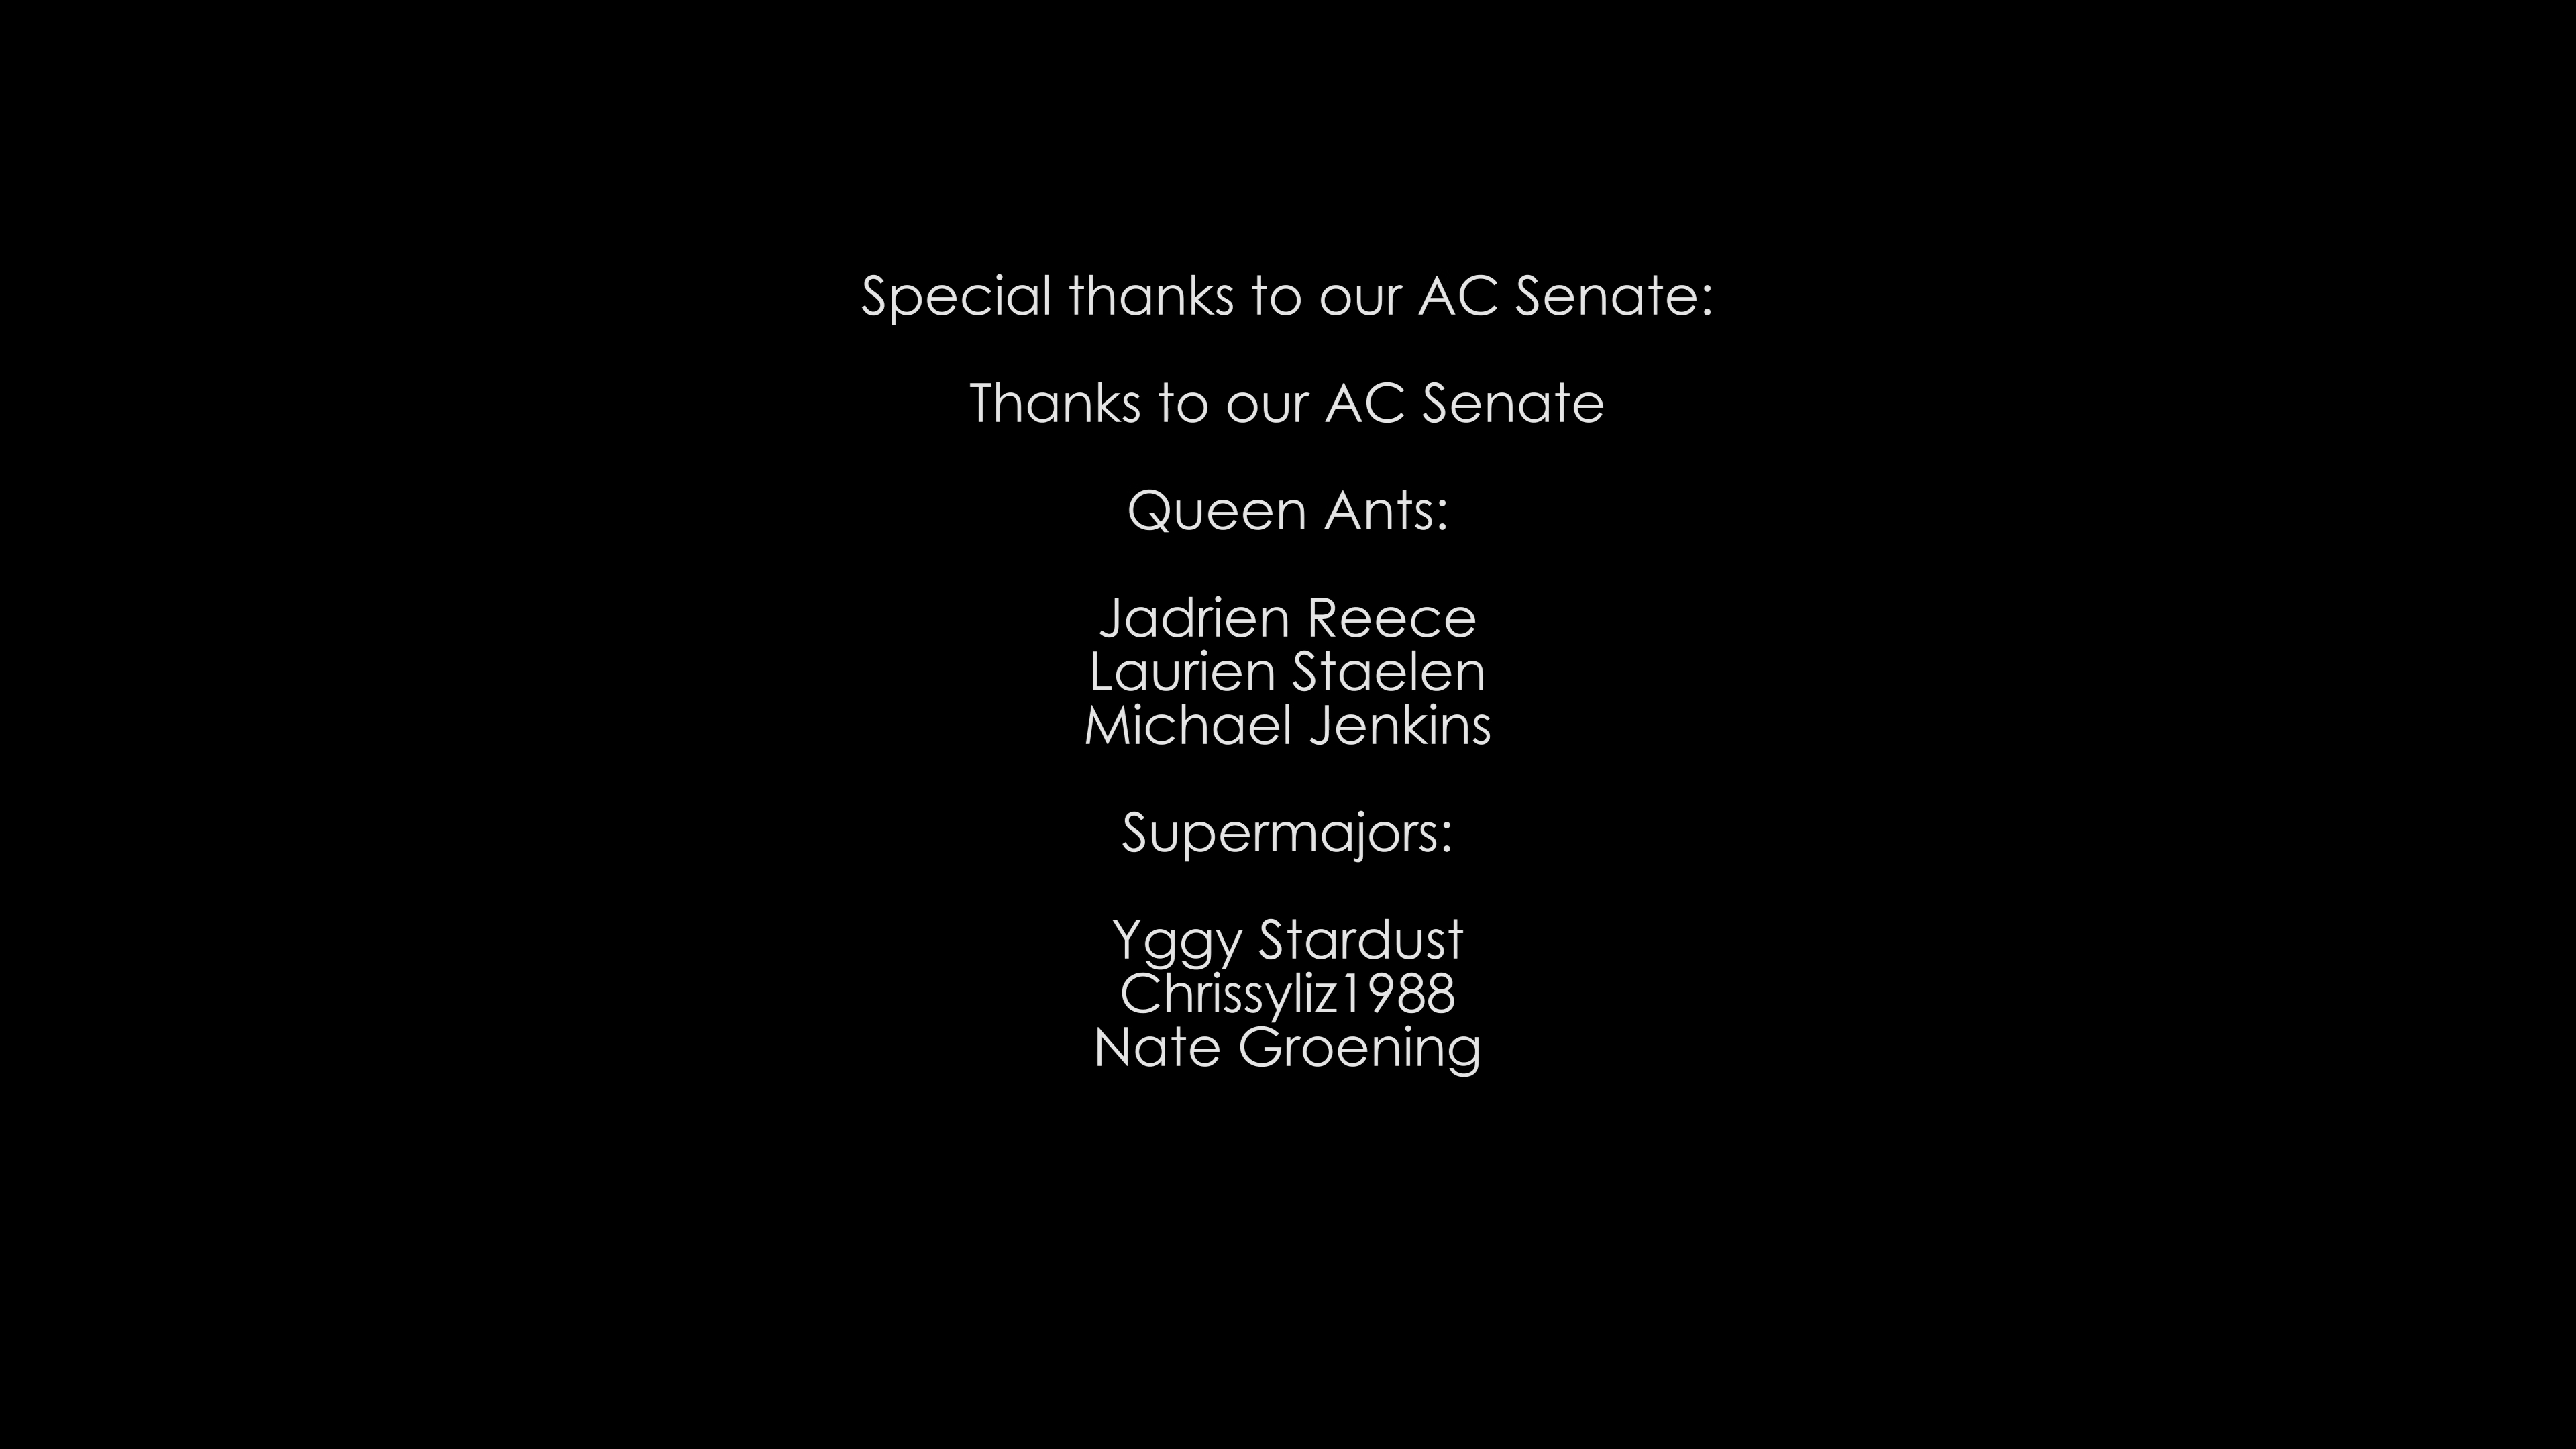 Special thanks to our AC Senate:
Thanks to our AC Senate
Queen Ants:
Jadrien Reece
Laurien Staelen
Michael Jenkins
Supermajors:
Yggy Stardust
Chrissyliz1988
Nate Groening